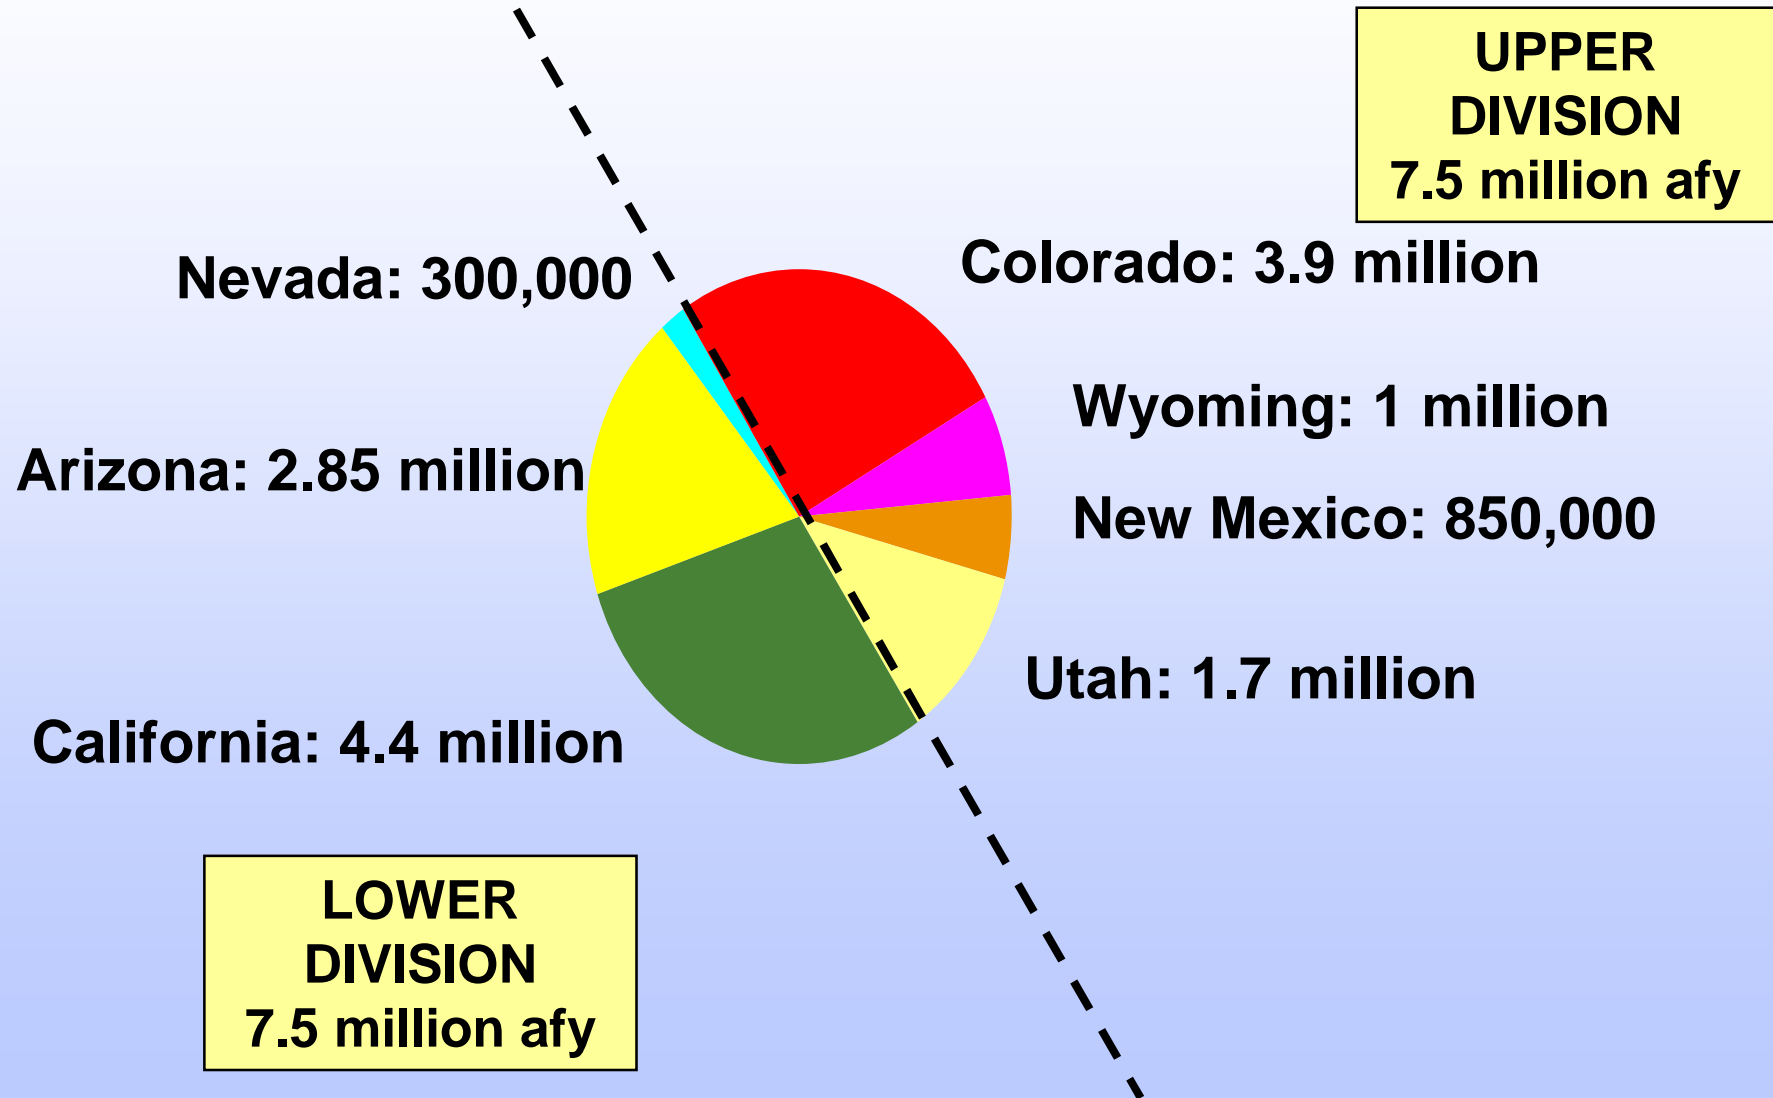 UPPER
DIVISION
7.5 million afy
Nevada: 300,000
Colorado: 3.9 million
Wyoming: 1 million
Arizona: 2.85 million
New Mexico: 850,000
Utah: 1.7 million
California: 4.4 million
LOWER
DIVISION
7.5 million afy